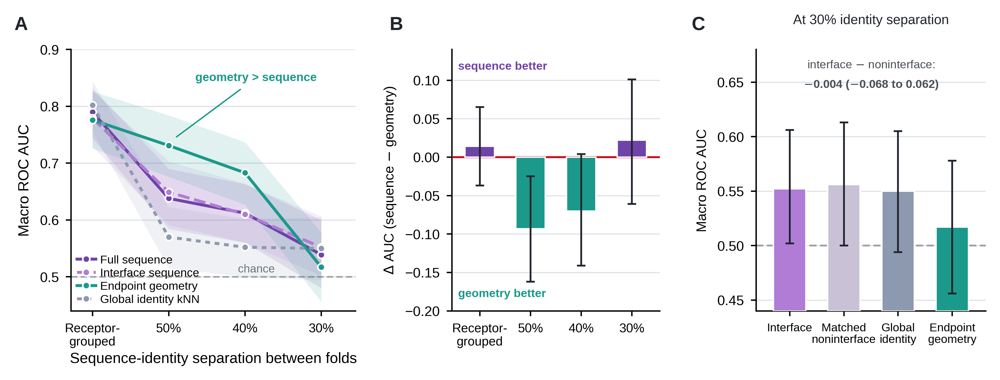 A
0.9
0.8
0.7
0.6
0.5
Macro ROC AUC
geometry > sequence
chance
Full sequence
Interface sequence
Endpoint geometry
Global identity kNN
Receptor-
grouped
50%
40%
30%
Sequence-identity separation between folds
B
sequence better
0.10
0.05
0.00
−0.05
−0.10
−0.15
−0.20
Δ AUC (sequence − geometry)
geometry better
Receptor-
grouped
50%
40%
30%
C
At 30% identity separation
interface − noninterface:
−0.004 (−0.068 to 0.062)
0.65
0.60
0.55
0.50
0.45
Macro ROC AUC
Interface
Matched
noninterface
Global
identity
Endpoint
geometry